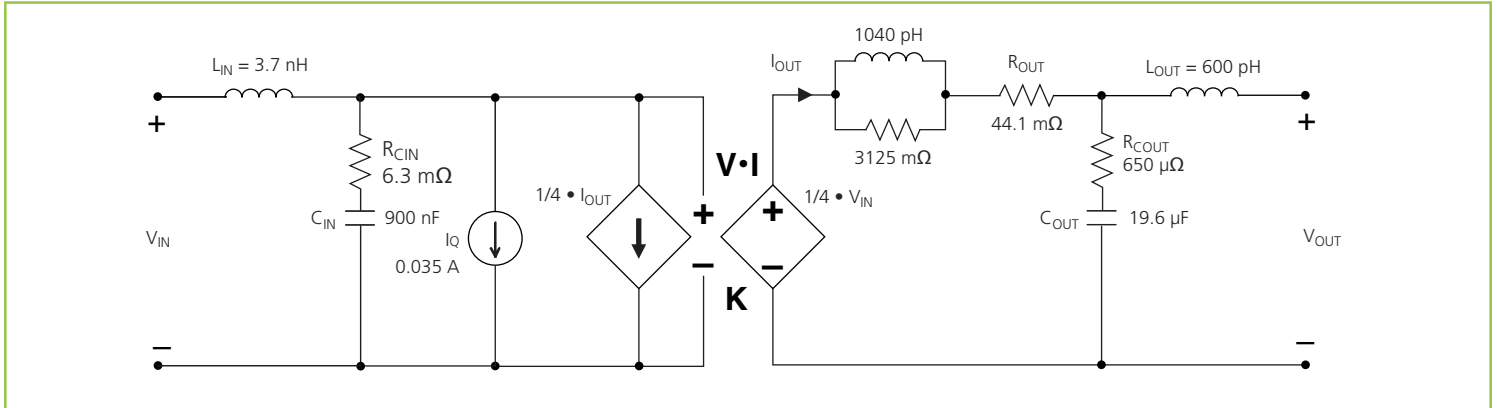 L_IN = 3.7 nH
+
R_CIN
6.3 mΩ
C_IN 900 nF
V_IN
I_Q
0.035 A
1/4 • I_OUT
−
V•I
+
−
K
+
−
1/4 • V_IN
I_OUT
1040 pH
3125 mΩ
R_OUT
44.1 mΩ
L_OUT = 600 pH
R_COUT
650 µΩ
C_OUT 19.6 µF
+
V_OUT
−